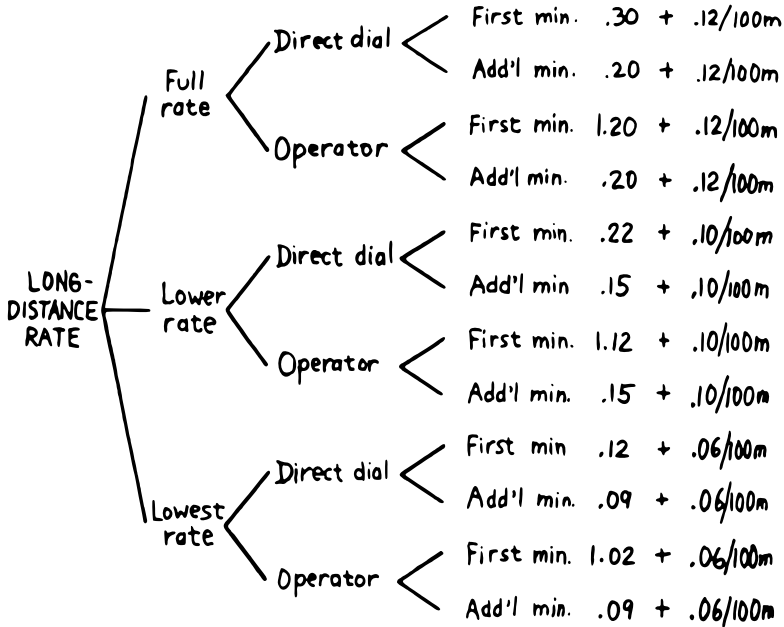 First min. .30 + .12/100m
Direct dial
Add'l min. .20 + .12/100m
Full
rate
First min. 1.20 + .12/100m
Operator
Add'l min. .20 + .12/100m
First min. .22 + .10/100m
Direct dial
Add'l min .15 + .10/100m
LONG-
DISTANCE
RATE
Lower
rate
First min. 1.12 + .10/100m
Operator
Add'l min. .15 + .10/100m
First min .12 + .06/100m
Direct dial
Add'l min. .09 + .06/100m
Lowest
rate
First min. 1.02 + .06/100m
Operator
Add'l min. .09 + .06/100m